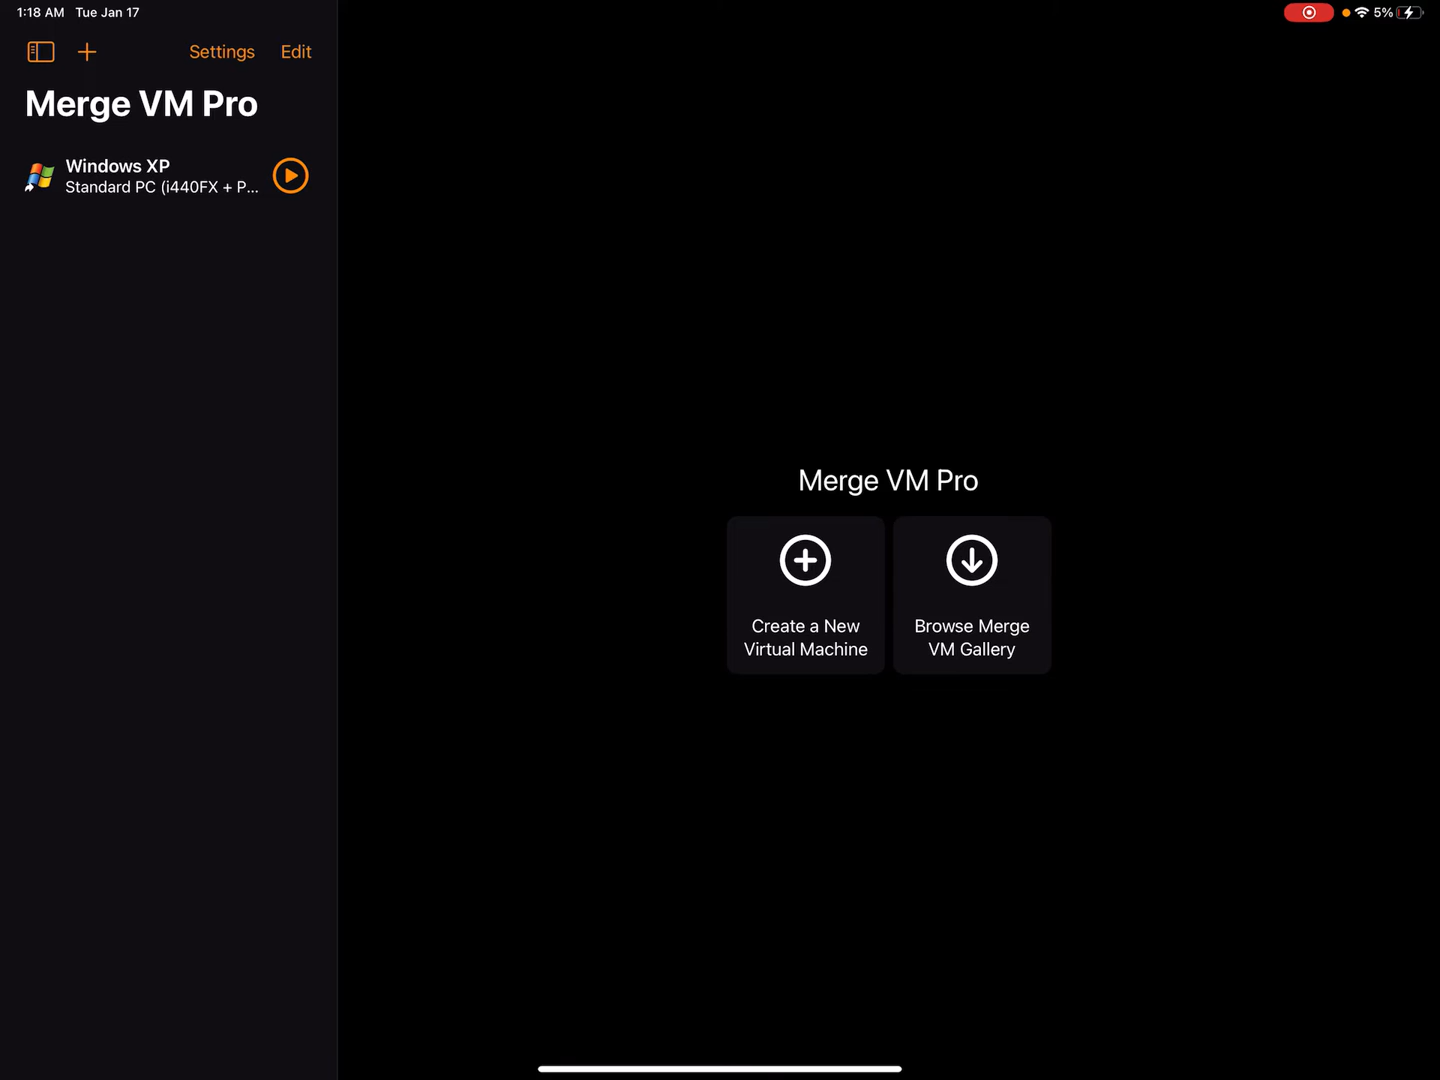 1:18 AM Tue Jan 17
5%
Settings Edit
Merge VM Pro
Windows XP
Standard PC (i440FX + P...
Merge VM Pro
Create a New
Virtual Machine
Browse Merge
VM Gallery